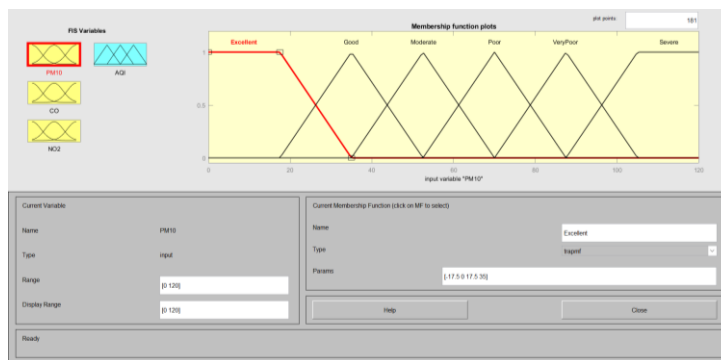 FIS Variables
Membership function plots
plot points:
181
PM10
AQI
CO
NO2
Excellent
Good
Moderate
Poor
VeryPoor
Severe
1
0.5
0
0
20
40
60
80
100
120
input variable "PM10"
Current Variable
Name
PM10
Type
input
Range
[0 120]
Display Range
[0 120]
Current Membership Function (click on MF to select)
Name
Excellent
Type
trapmf
Params
[-17.5 0 17.5 35]
Help
Close
Ready